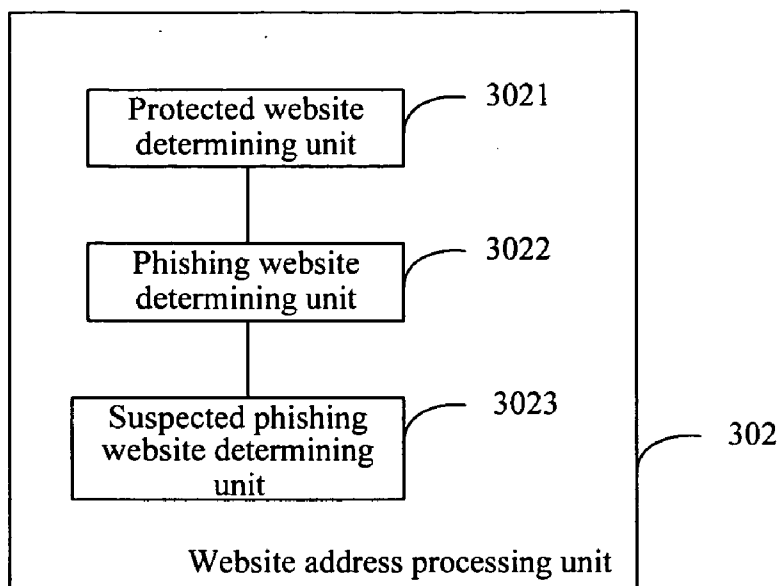 Protected website
determining unit
3021
Phishing website
determining unit
3022
Suspected phishing
website determining
unit
3023
302
Website address processing unit